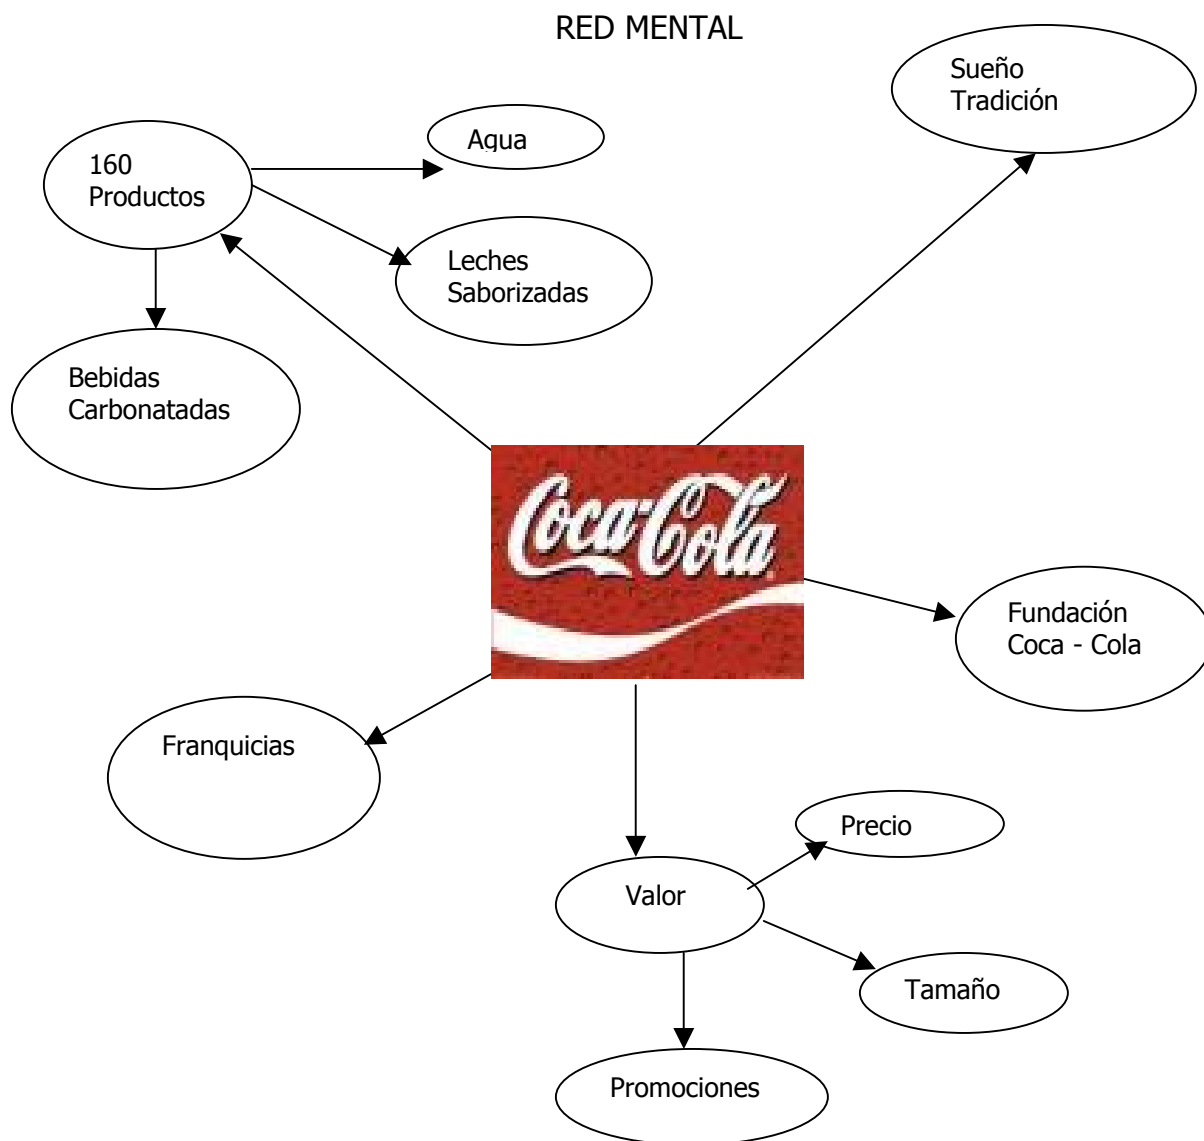 RED MENTAL
Sueño
Tradición
160
Productos
Agua
Leches
Saborizadas
Bebidas
Carbonatadas
Coca-Cola
Fundación
Coca - Cola
Franquicias
Precio
Valor
Tamaño
Promociones